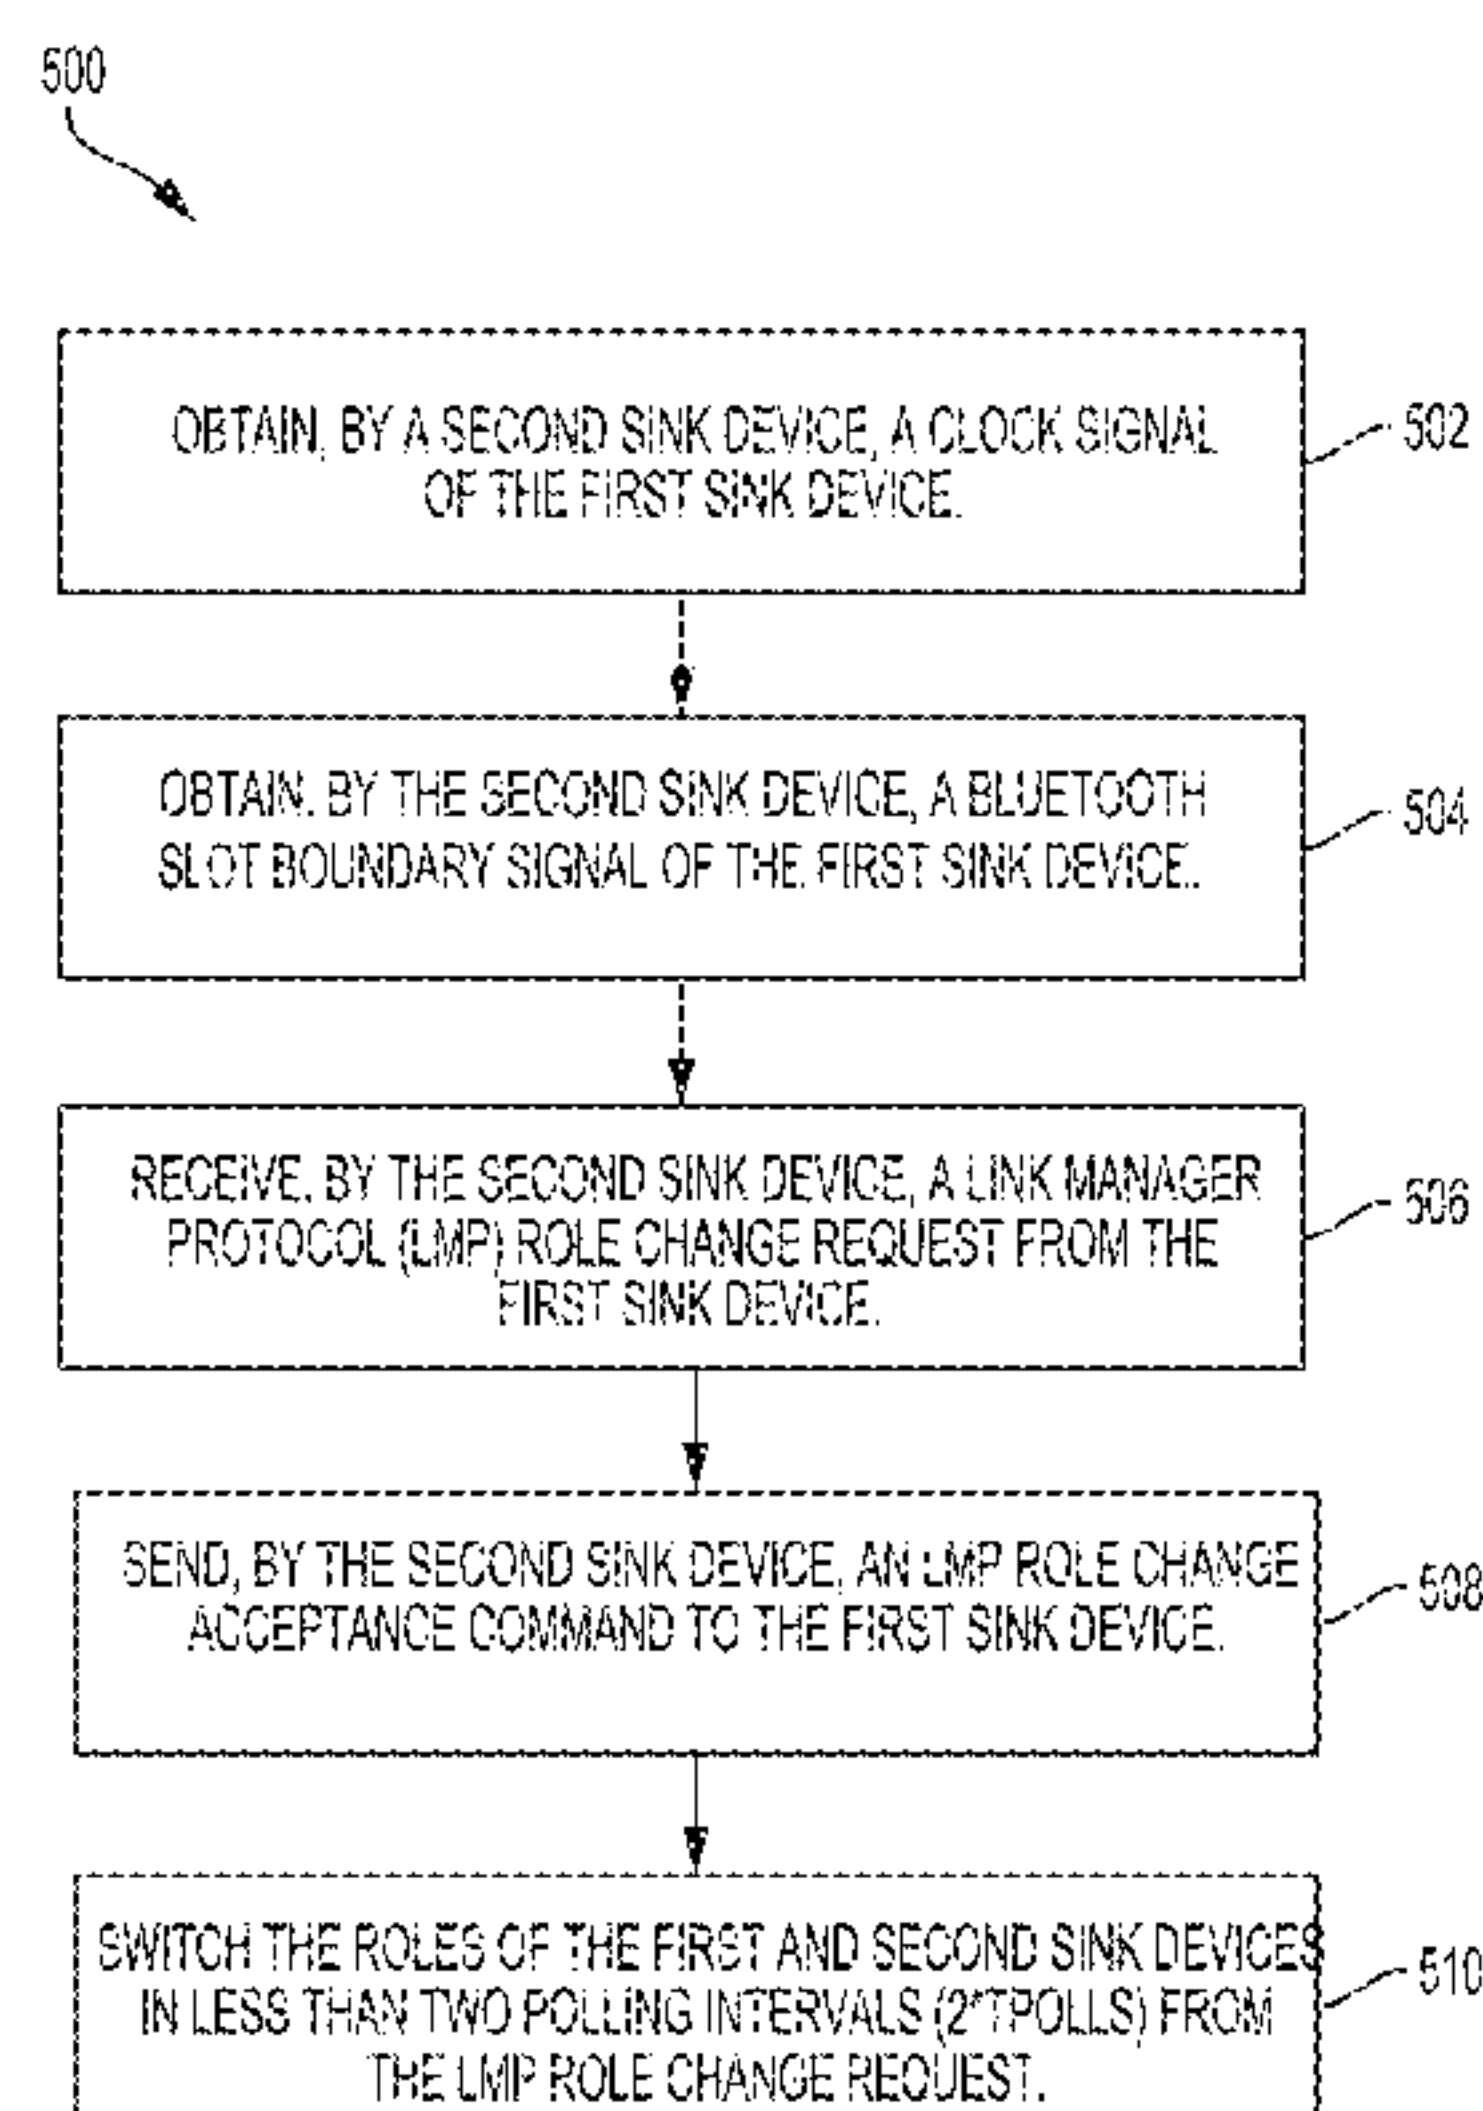 500
OBTAIN, BY A SECOND SINK DEVICE, A CLOCK SIGNAL
OF THE FIRST SINK DEVICE.
502
OBTAIN, BY THE SECOND SINK DEVICE, A BLUETOOTH
SLOT BOUNDARY SIGNAL OF THE FIRST SINK DEVICE.
504
RECEIVE, BY THE SECOND SINK DEVICE, A LINK MANAGER
PROTOCOL (LMP) ROLE CHANGE REQUEST FROM THE
FIRST SINK DEVICE.
506
SEND, BY THE SECOND SINK DEVICE, AN LMP ROLE CHANGE
ACCEPTANCE COMMAND TO THE FIRST SINK DEVICE.
508
SWITCH THE ROLES OF THE FIRST AND SECOND SINK DEVICES
IN LESS THAN TWO POLLING INTERVALS (2*TPOLLS) FROM
THE LMP ROLE CHANGE REQUEST.
510